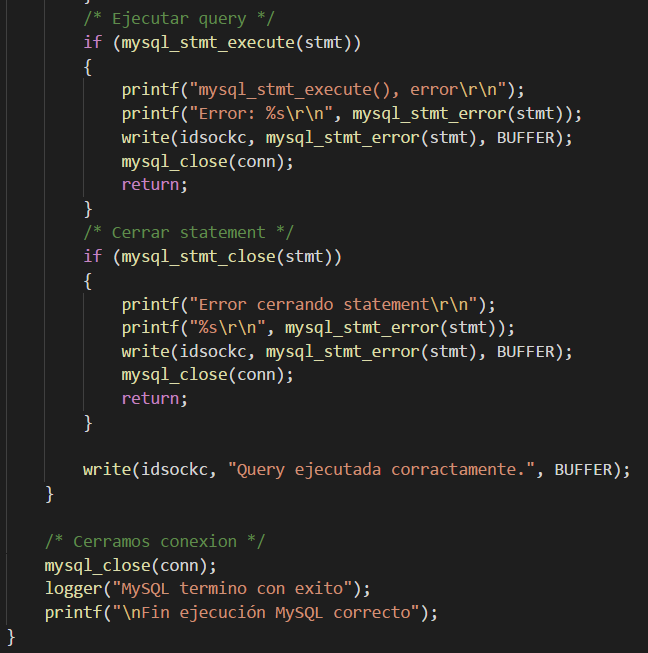 }
/* Ejecutar query */
if (mysql_stmt_execute(stmt))
{
printf("mysql_stmt_execute(), error\r\n");
printf("Error: %s\r\n", mysql_stmt_error(stmt));
write(idsockc, mysql_stmt_error(stmt), BUFFER);
mysql_close(conn);
return;
}
/* Cerrar statement */
if (mysql_stmt_close(stmt))
{
printf("Error cerrando statement\r\n");
printf("%s\r\n", mysql_stmt_error(stmt));
write(idsockc, mysql_stmt_error(stmt), BUFFER);
mysql_close(conn);
return;
}
write(idsockc, "Query ejecutada corractamente.", BUFFER);
}
/* Cerramos conexion */
mysql_close(conn);
logger("MySQL termino con exito");
printf("\nFin ejecución MySQL correcto");
}